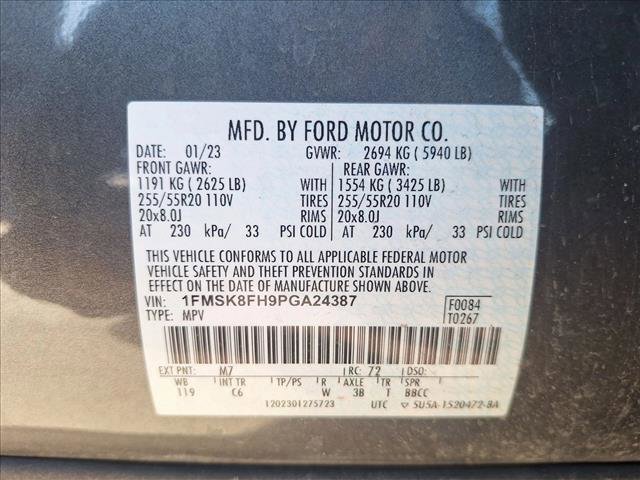 MFD. BY FORD MOTOR CO.
DATE: 01/23 GVWR: 2694 KG (5940 LB)
FRONT GAWR: REAR GAWR:
1191 KG (2625 LB) WITH 1554 KG (3425 LB) WITH
255/55R20 110V TIRES 255/55R20 110V TIRES
20x8.0J RIMS 20x8.0J RIMS
AT 230 kPa/ 33 PSI COLD AT 230 kPa/ 33 PSI COLD
THIS VEHICLE CONFORMS TO ALL APPLICABLE FEDERAL MOTOR
VEHICLE SAFETY AND THEFT PREVENTION STANDARDS IN
EFFECT ON THE DATE OF MANUFACTURE SHOWN ABOVE.
VIN: 1FMSK8FH9PGA24387 F0084
TYPE: MPV T0267
EXT PNT: M7 RC: 72 DSO:
WB INT TR TP/PS R AXLE TR SPR
119 C6 W 3B T BBCC
1202301275723 UTC ▽ 5U5A-1520472-BA